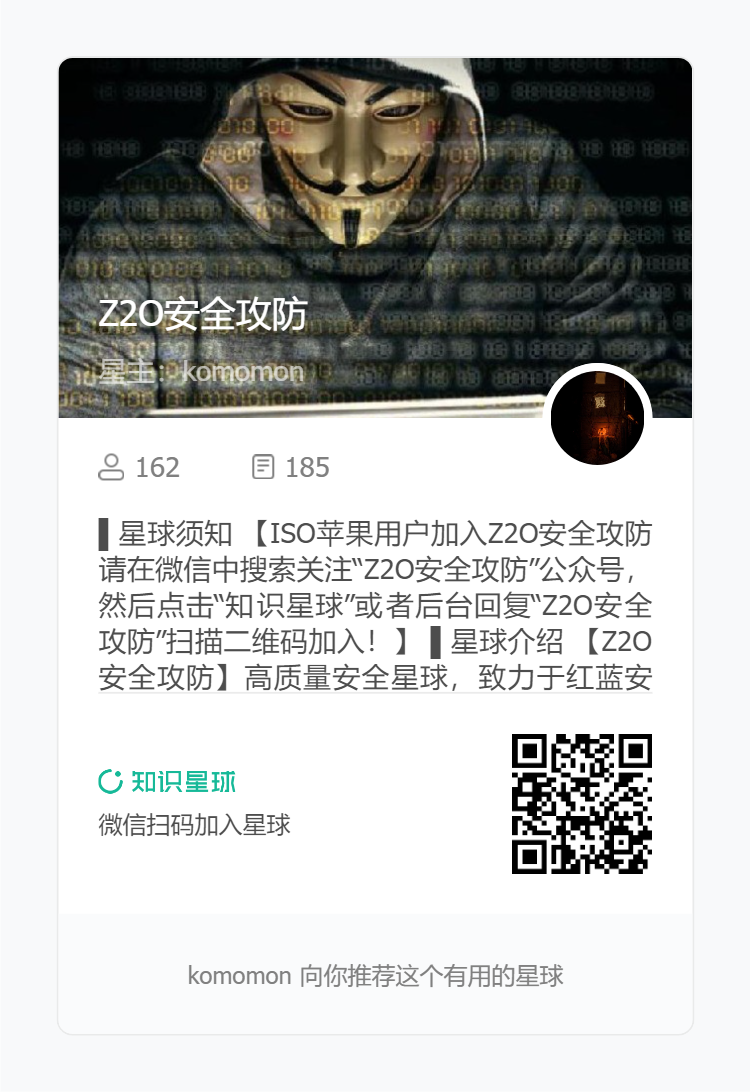 Z2O安全攻防
星主：komomon
162
185
▌星球须知 【ISO苹果用户加入Z2O安全攻防
请在微信中搜索关注“Z2O安全攻防”公众号，
然后点击“知识星球”或者后台回复“Z2O安全
攻防”扫描二维码加入！】▌星球介绍 【Z2O
安全攻防】高质量安全星球，致力于红蓝安
知识星球
微信扫码加入星球
komomon 向你推荐这个有用的星球